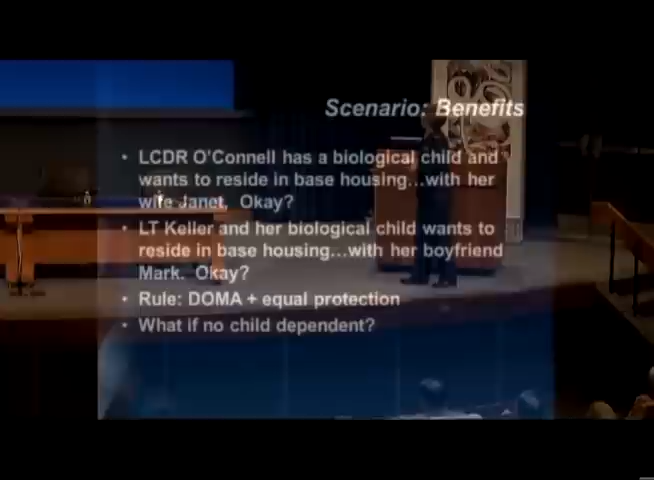 Scenario: Benefits
• LCDR O'Connell has a biological child and
wants to reside in base housing...with her
wife Janet, Okay?
• LT Keller and her biological child wants to
reside in base housing...with her boyfriend
Mark. Okay?
• Rule: DOMA + equal protection
• What if no child dependent?